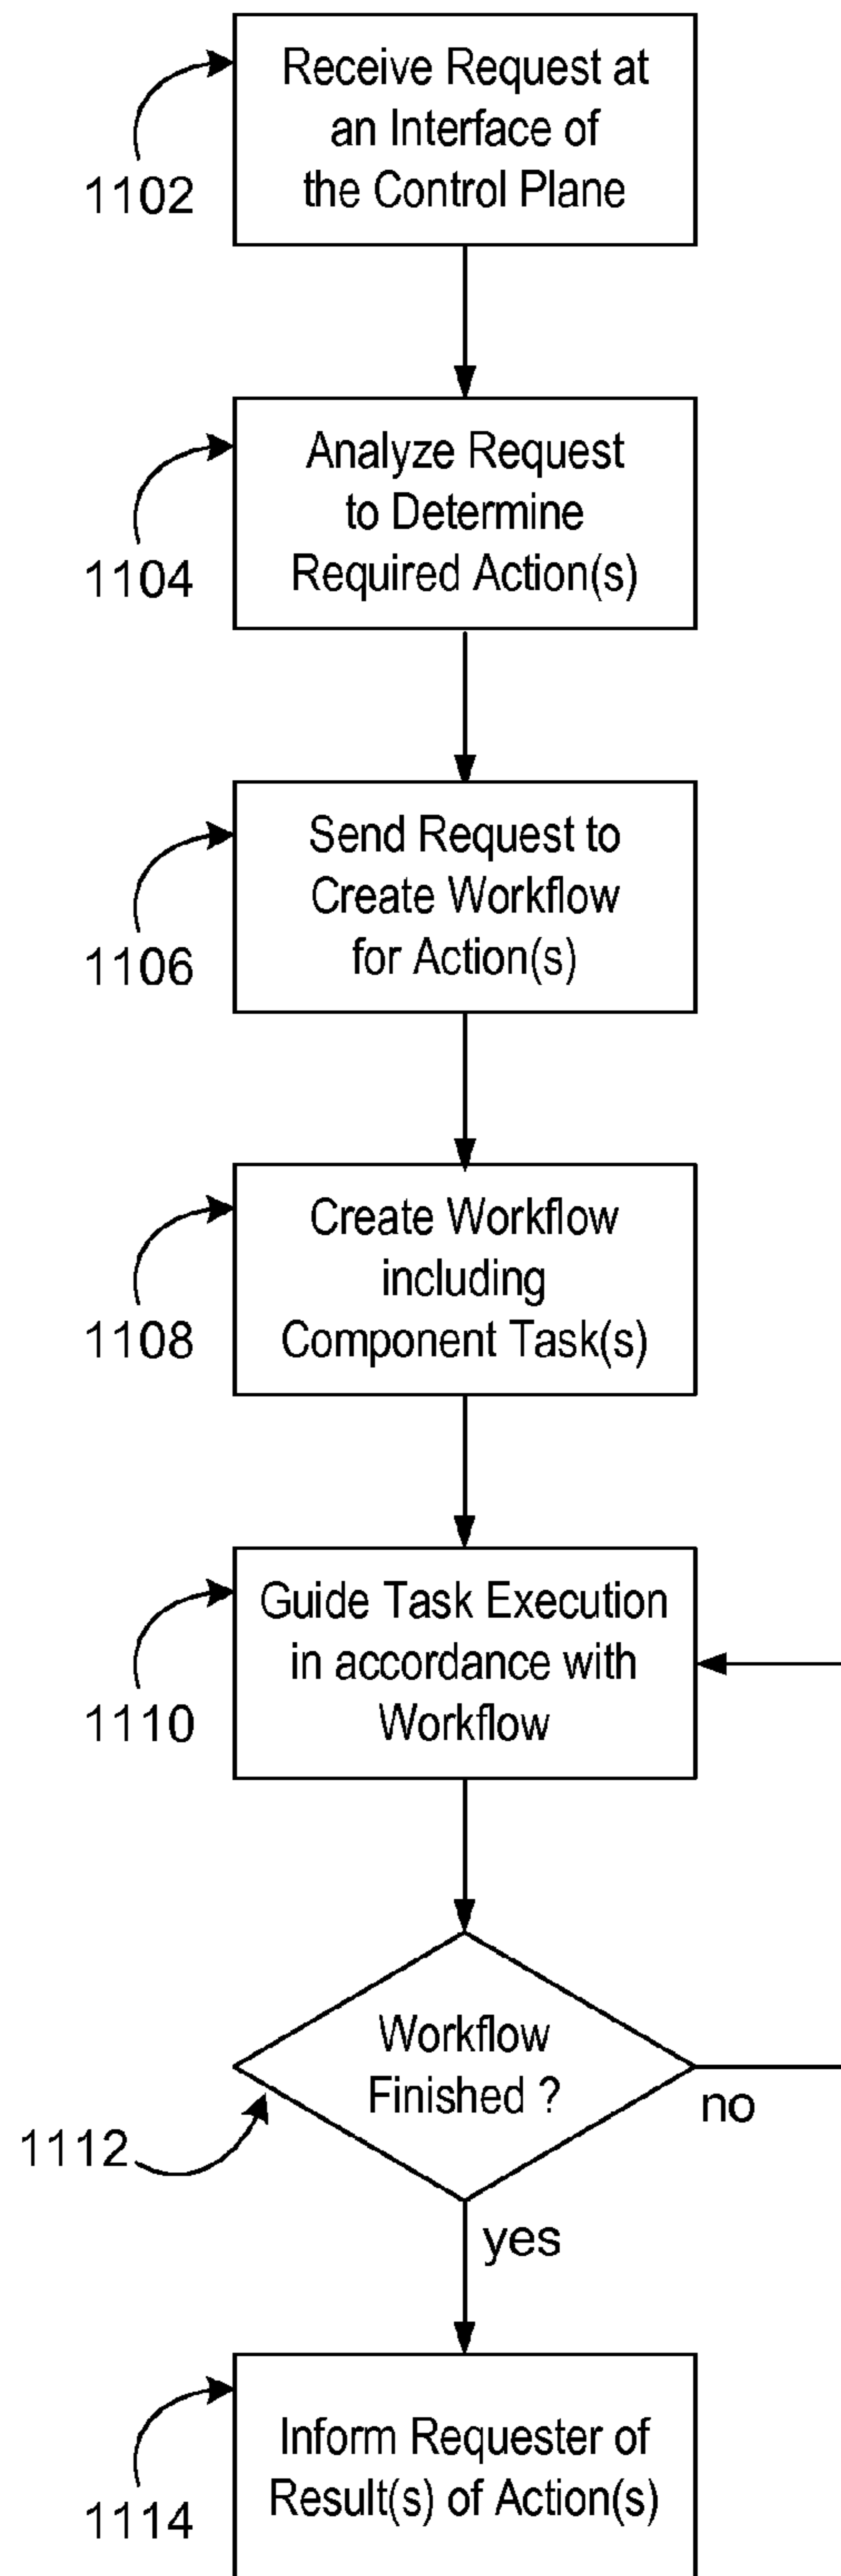 Receive Request at
an Interface of
the Control Plane
1102
Analyze Request
to Determine
Required Action(s)
1104
Send Request to
Create Workflow
for Action(s)
1106
Create Workflow
including
Component Task(s)
1108
Guide Task Execution
in accordance with
Workflow
1110
Workflow
Finished ?
no
1112
yes
Inform Requester of
Result(s) of Action(s)
1114